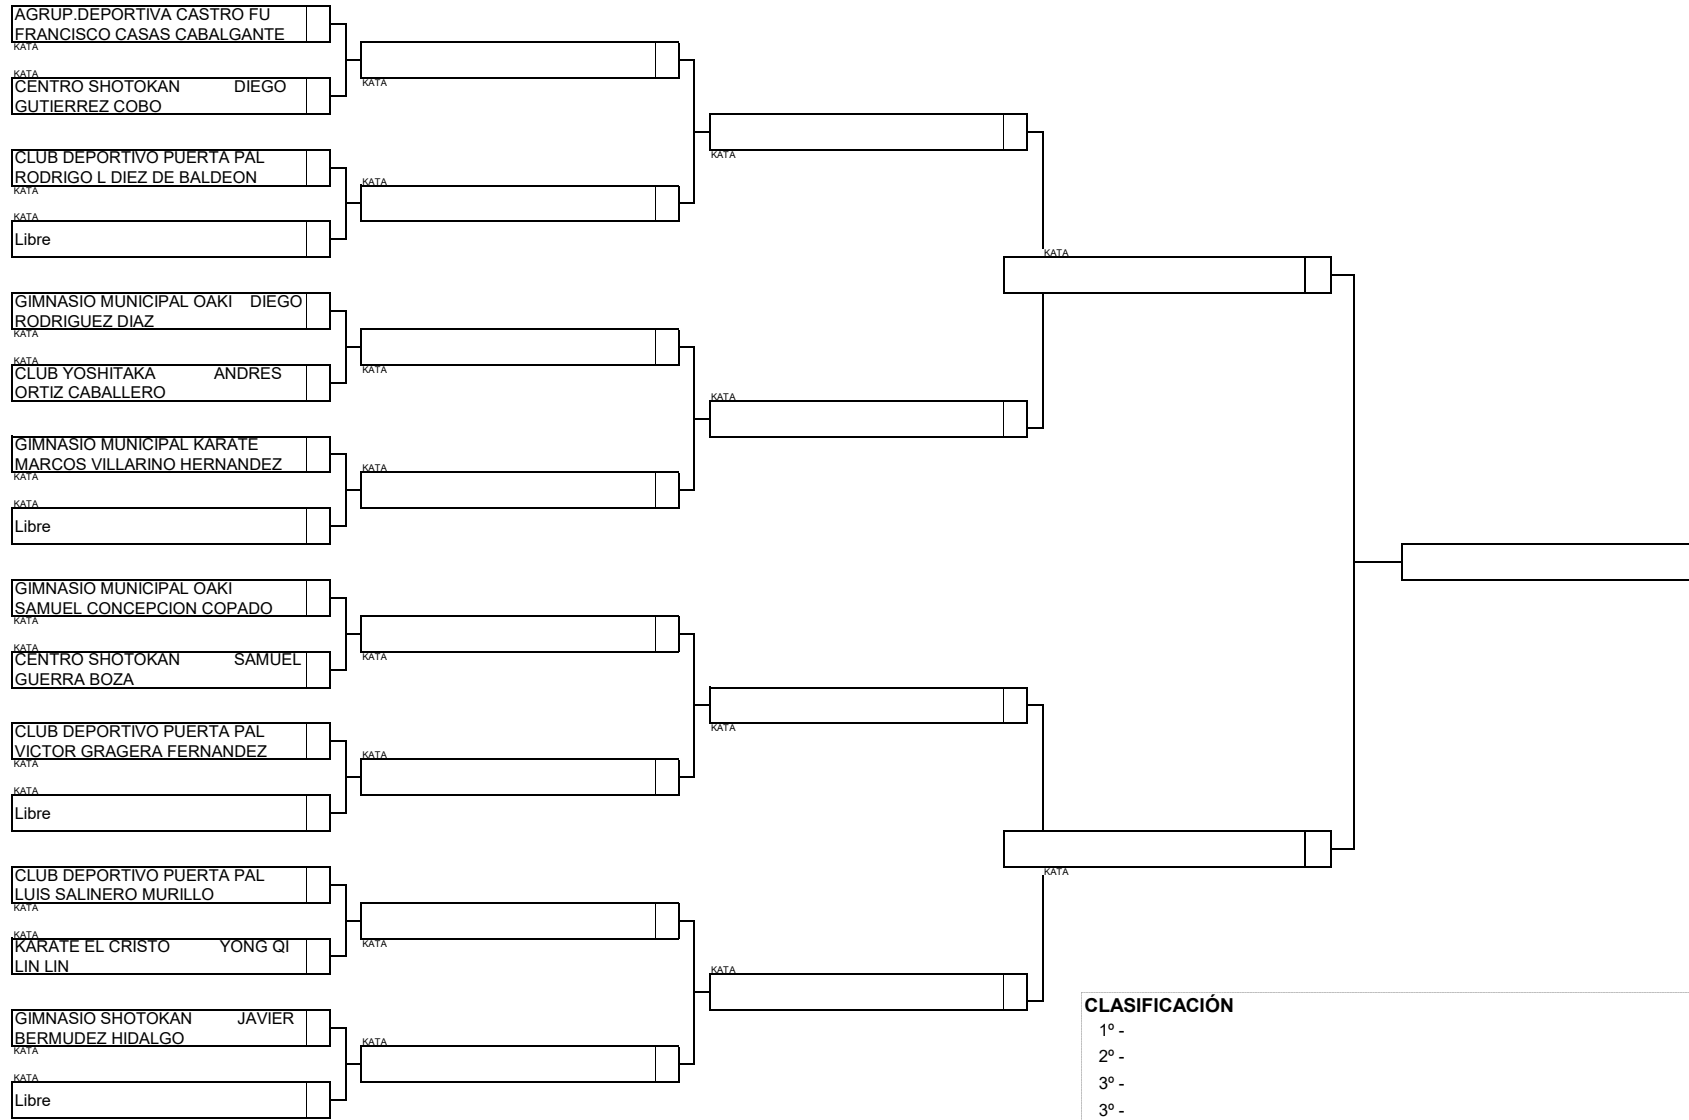 AGRUP.DEPORTIVA CASTRO FU
FRANCISCO CASAS CABALGANTE
KATA
KATA
CENTRO SHOTOKAN DIEGO
GUTIERREZ COBO
KATA
CLUB DEPORTIVO PUERTA PAL
RODRIGO L DIEZ DE BALDEON
KATA
KATA
KATA
Libre
KATA
GIMNASIO MUNICIPAL OAKI DIEGO
RODRIGUEZ DIAZ
KATA
KATA
CLUB YOSHITAKA ANDRES
ORTIZ CABALLERO
KATA
KATA
GIMNASIO MUNICIPAL KARATE
MARCOS VILLARINO HERNANDEZ
KATA
KATA
KATA
Libre
KATA
GIMNASIO MUNICIPAL OAKI
SAMUEL CONCEPCION COPADO
KATA
KATA
CENTRO SHOTOKAN SAMUEL
GUERRA BOZA
KATA
CLUB DEPORTIVO PUERTA PAL
VICTOR GRAGERA FERNANDEZ
KATA
KATA
KATA
Libre
KATA
CLUB DEPORTIVO PUERTA PAL
LUIS SALINERO MURILLO
KATA
KATA
KARATE EL CRISTO YONG QI
LIN LIN
KATA
KATA
GIMNASIO SHOTOKAN JAVIER
BERMUDEZ HIDALGO
KATA
KATA
KATA
Libre
KATA
CLASIFICACIÓN
1º -
2º -
3º -
3º -